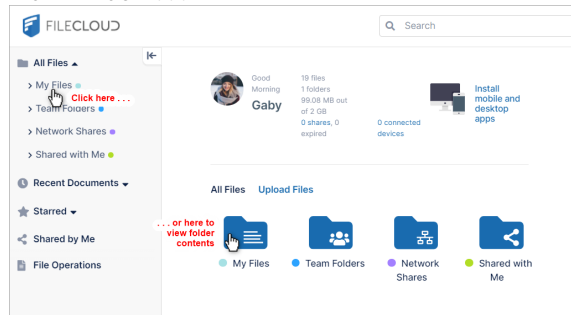 FILECLOUD
Search
All Files
My Files
Click here . . .
Team Folders
Network Shares
Shared with Me
Recent Documents
Starred
Shared by Me
File Operations
Good
Morning
Gaby
19 files
1 folders
99.08 MB out
of 2 GB
0 shares, 0
expired
0 connected
devices
Install
mobile and
desktop
apps
All Files Upload Files
. . . or here to
view folder
contents
My Files
Team Folders
Network
Shares
Shared with
Me